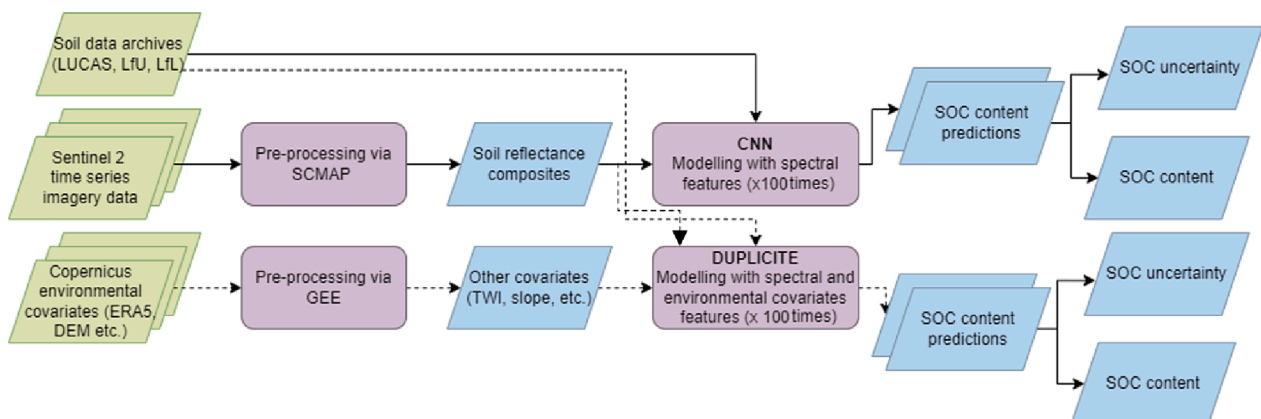 Soil data archives
(LUCAS, LfU, LfL)
Sentinel 2
time series
imagery data
Pre-processing via
SCMAP
Soil reflectance
composites
CNN
Modelling with spectral
features (x100times)
SOC content
predictions
SOC uncertainty
SOC content
Copernicus
environmental
covariates (ERA5,
DEM etc.)
Pre-processing via
GEE
Other covariates
(TWI, slope, etc.)
DUPLICITE
Modelling with spectral and
environmental covariates
features (x 100times)
SOC content
predictions
SOC uncertainty
SOC content